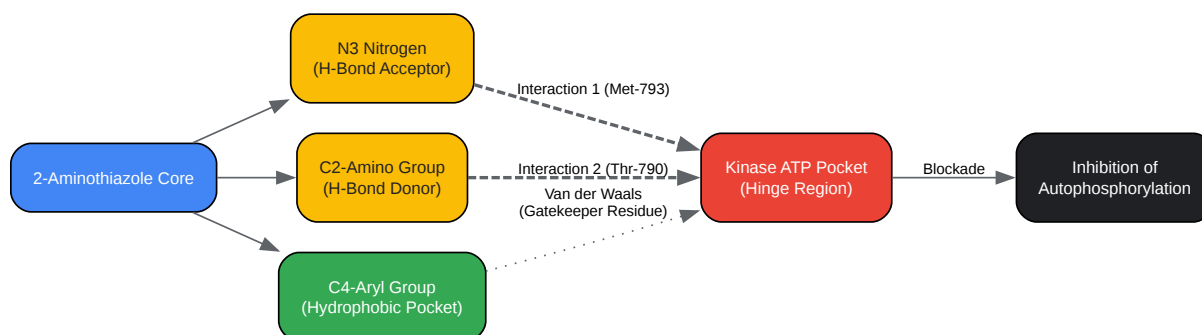 N3 Nitrogen
(H-Bond Acceptor)
Interaction 1 (Met-793)
2-Aminothiazole Core
C2-Amino Group
(H-Bond Donor)
Interaction 2 (Thr-790)
Van der Waals
(Gatekeeper Residue)
Kinase ATP Pocket
(Hinge Region)
Blockade
Inhibition of
Autophosphorylation
C4-Aryl Group
(Hydrophobic Pocket)